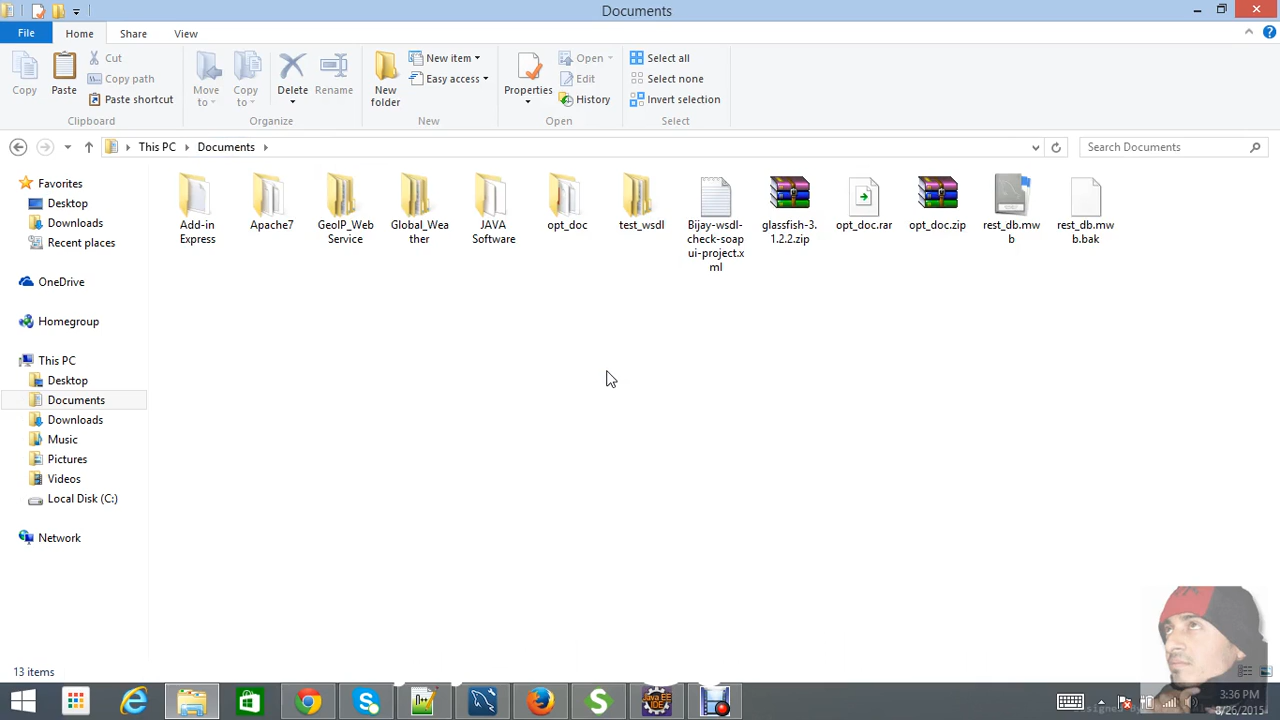 Documents
File Home Share View
Copy
Paste
Cut
Copy path
Paste shortcut
Clipboard
Move to
Copy to
Delete
Rename
Organize
New folder
New item
Easy access
New
Properties
Open
Edit
History
Open
Select all
Select none
Invert selection
Select
This PC Documents
Search Documents
Favorites
Desktop
Downloads
Recent places
OneDrive
Homegroup
This PC
Desktop
Documents
Downloads
Music
Pictures
Videos
Local Disk (C:)
Network
Add-in
Express
Apache7
GeoIP_Web
Service
Global_Wea
ther
JAVA
Software
opt_doc
test_wsdl
Bijay-wsdl-
check-soap
ui-project.x
ml
glassfish-3.
1.2.2.zip
opt_doc.rar
opt_doc.zip
rest_db.mw
b
rest_db.mw
b.bak
13 items
3:36 PM
8/26/2015